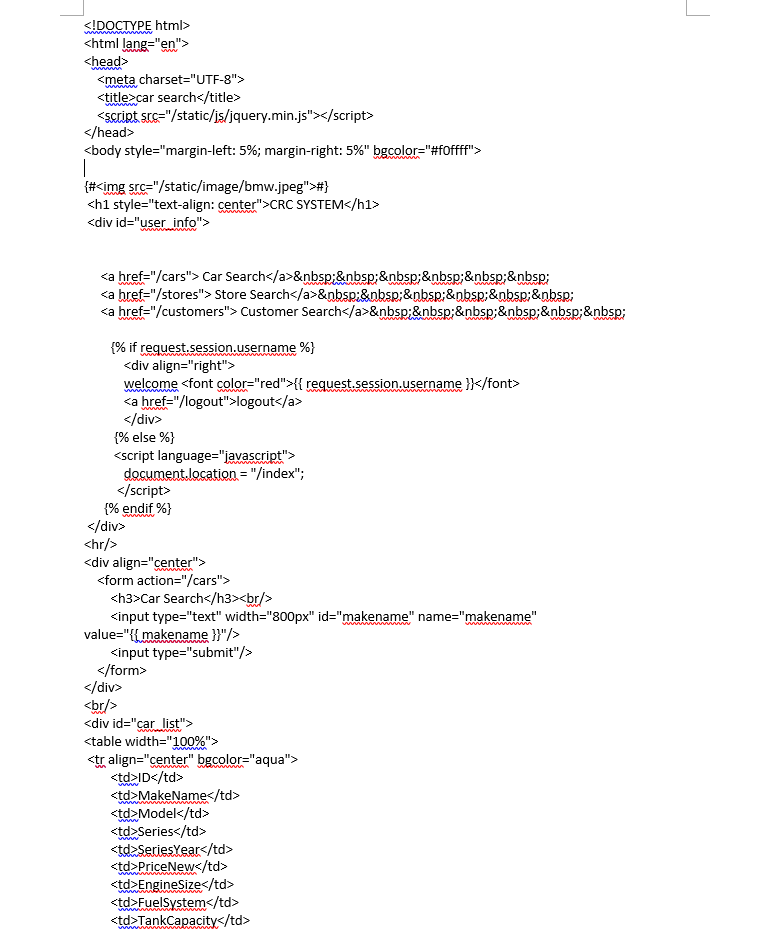 <!DOCTYPE html>
<html lang="en">
<head>
<meta charset="UTF-8">
<title>car search</title>
<script src="/static/js/jquery.min.js"></script>
</head>
<body style="margin-left: 5%; margin-right: 5%" bgcolor="#f0ffff">
{#<img src="/static/image/bmw.jpeg">#}
<h1 style="text-align: center">CRC SYSTEM</h1>
<div id="user_info">
<a href="/cars"> Car Search</a>&nbsp;&nbsp;&nbsp;&nbsp;&nbsp;&nbsp;
<a href="/stores"> Store Search</a>&nbsp;&nbsp;&nbsp;&nbsp;&nbsp;&nbsp;
<a href="/customers"> Customer Search</a>&nbsp;&nbsp;&nbsp;&nbsp;&nbsp;&nbsp;
{% if request.session.username %}
<div align="right">
welcome <font color="red">{{ request.session.username }}</font>
<a href="/logout">logout</a>
</div>
{% else %}
<script language="javascript">
document.location = "/index";
</script>
{% endif %}
</div>
<hr/>
<div align="center">
<form action="/cars">
<h3>Car Search</h3><br/>
<input type="text" width="800px" id="makename" name="makename"
value="{{ makename }}"/>
<input type="submit"/>
</form>
</div>
<br/>
<div id="car_list">
<table width="100%">
<tr align="center" bgcolor="aqua">
<td>ID</td>
<td>MakeName</td>
<td>Model</td>
<td>Series</td>
<td>SeriesYear</td>
<td>PriceNew</td>
<td>EngineSize</td>
<td>FuelSystem</td>
<td>TankCapacity</td>